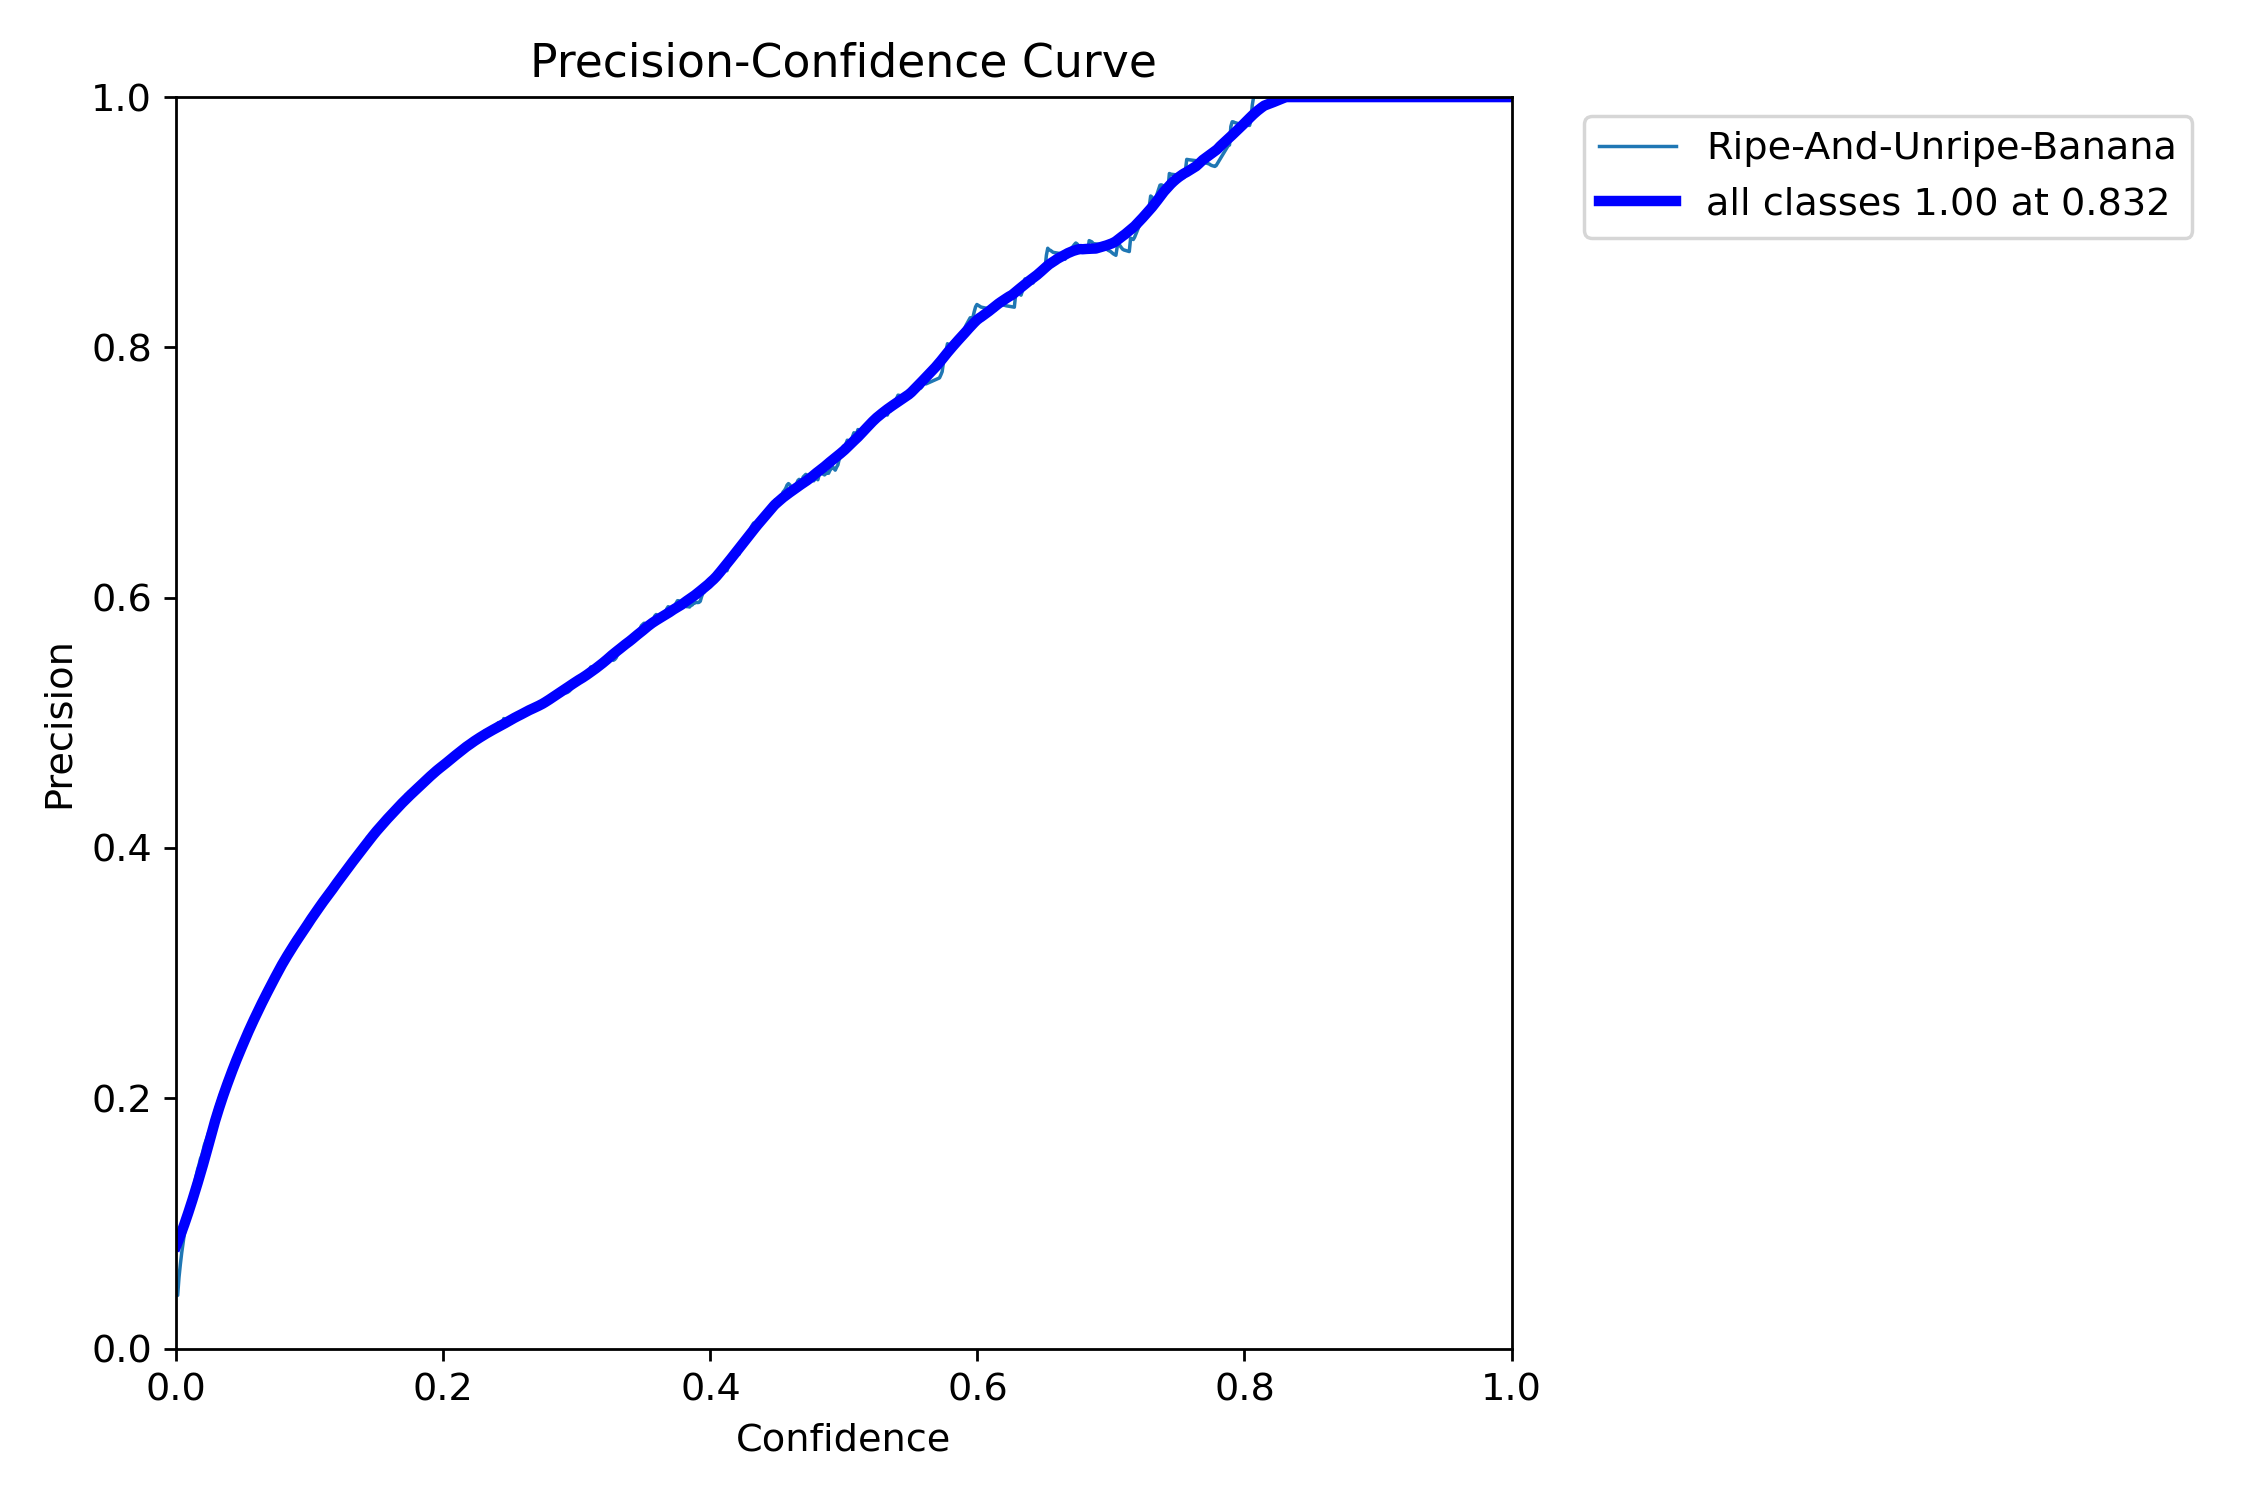 Precision-Confidence Curve
1.0
0.8
0.6
0.4
0.2
0.0
Precision
0.0 0.2 0.4 0.6 0.8 1.0
Confidence
Ripe-And-Unripe-Banana
all classes 1.00 at 0.832